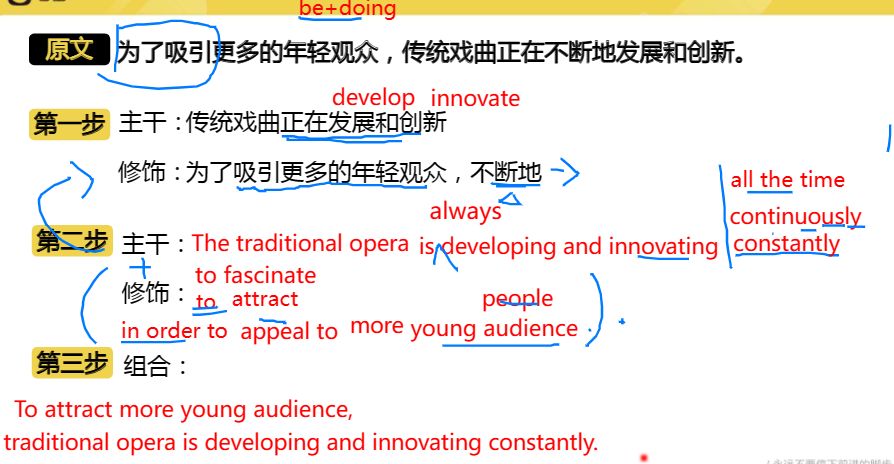 be+doing
原文 为了吸引更多的年轻观众，传统戏曲正在不断地发展和创新。
develop innovate
第一步 主干：传统戏曲正在发展和创新
修饰：为了吸引更多的年轻观众，不断地
all the time
always
continuously
第二步 主干：The traditional opera is developing and innovating
constantly
to fascinate
修饰：to attract
people
in order to appeal to more young audience
第三步 组合：
To attract more young audience,
traditional opera is developing and innovating constantly.